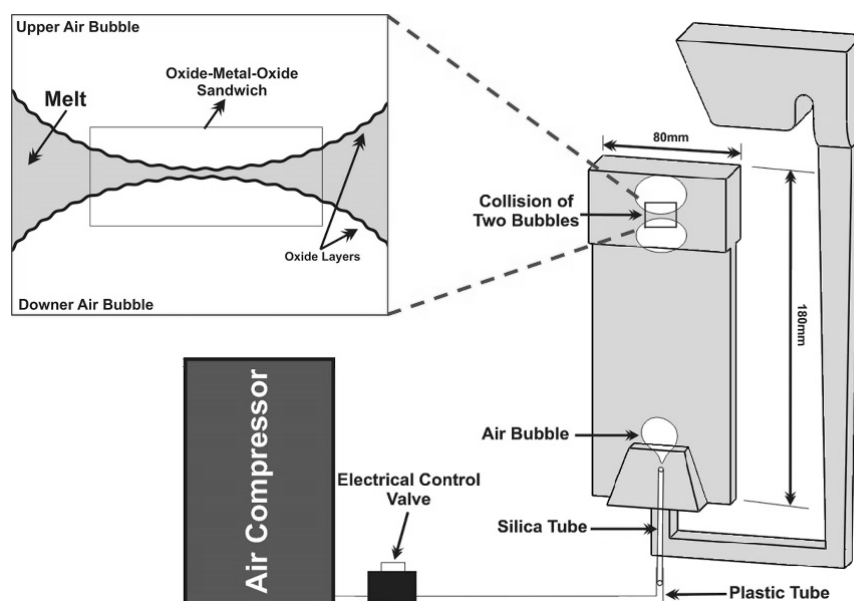 Upper Air Bubble
Oxide-Metal-Oxide
Sandwich
Melt
Oxide Layers
Downer Air Bubble
80mm
Collision of
Two Bubbles
180mm
Air Bubble
Air Compressor
Electrical Control
Valve
Silica Tube
Plastic Tube